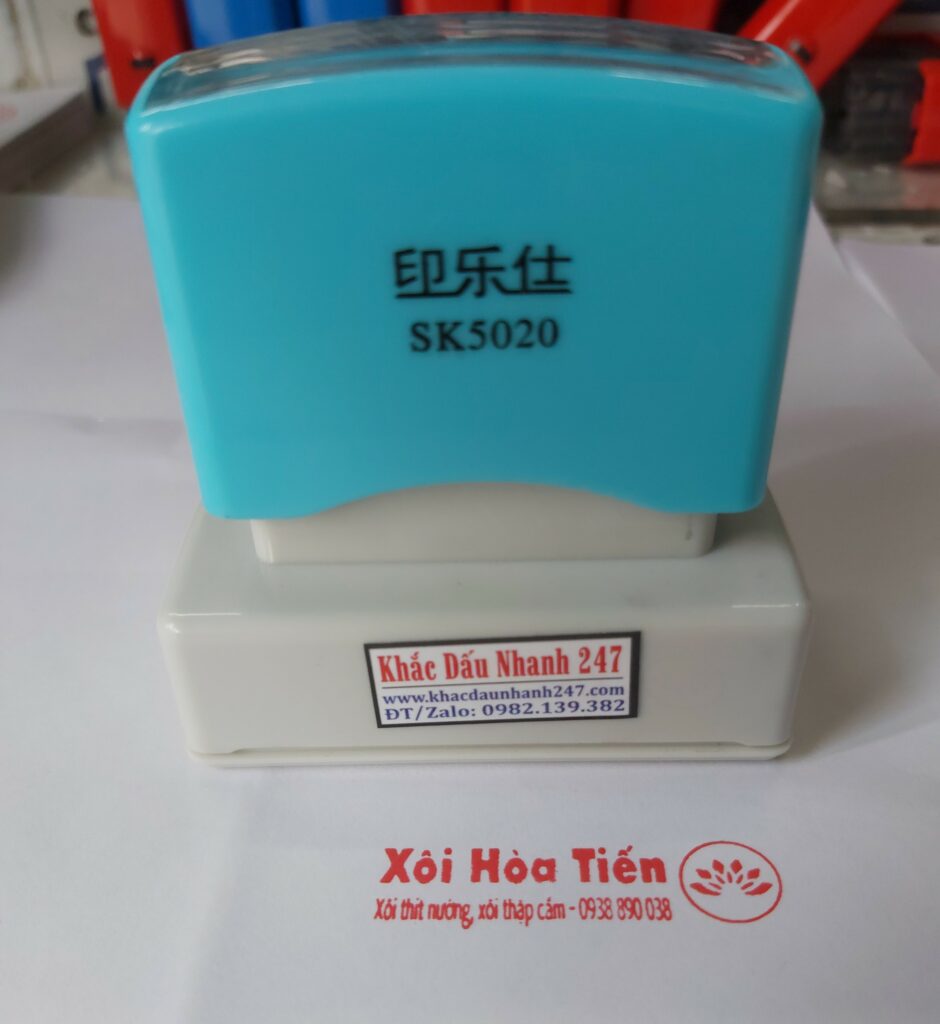 印乐仕
SK5020
Khắc Dấu Nhanh 247
www.khacdaunhanh247.com
ĐT/Zalo: 0982.139.382
Xôi Hòa Tiến
Xôi thịt nướng, xôi thập cẩm - 0938 890 038